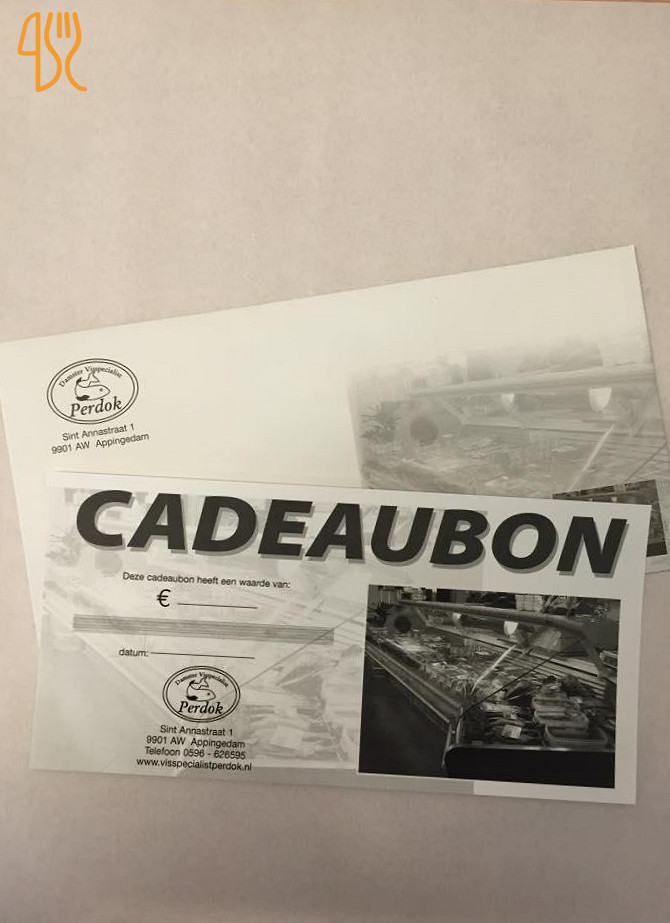 Damster Visspecialist
Perdok
Sint Annastraat 1
9901 AW Appingedam
CADEAUBON
Deze cadeaubon heeft een waarde van:
€
datum:
Damster Visspecialist
Perdok
Sint Annastraat 1
9901 AW Appingedam
Telefoon 0596 - 626595
www.visspecialistperdok.nl